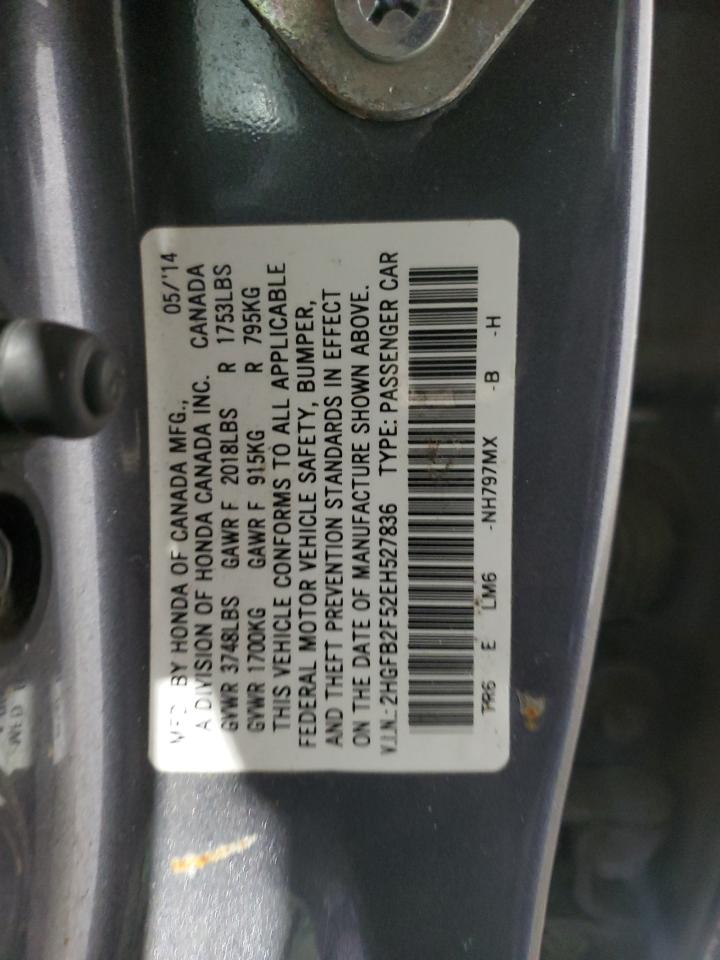 MFD. BY HONDA OF CANADA MFG., 05/'14
A DIVISION OF HONDA CANADA INC. CANADA
GVWR 3748LBS GAWR F 2018LBS R 1753LBS
GVWR 1700KG GAWR F 915KG R 795KG
THIS VEHICLE CONFORMS TO ALL APPLICABLE
FEDERAL MOTOR VEHICLE SAFETY, BUMPER,
AND THEFT PREVENTION STANDARDS IN EFFECT
ON THE DATE OF MANUFACTURE SHOWN ABOVE.
V.I.N.: 2HGFB2F52EH527836 TYPE: PASSENGER CAR
TR6 E LM6 -NH797MX -B -H